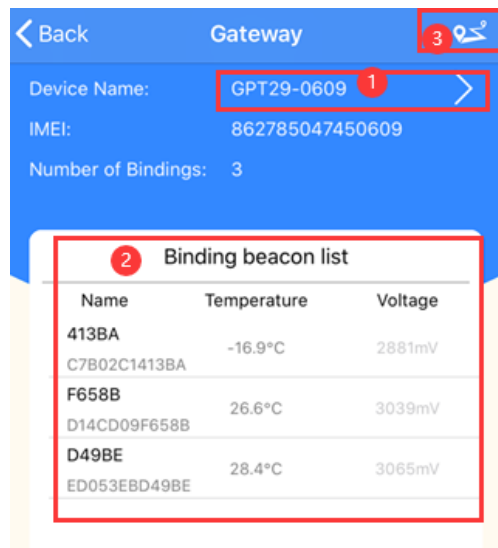 Back Gateway 3
Device Name: GPT29-0609 1
IMEI: 862785047450609
Number of Bindings: 3
2 Binding beacon list
Name Temperature Voltage
413BA
-16.9°C 2881mV
C7B02C1413BA
F658B
26.6°C 3039mV
D14CD09F658B
D49BE
28.4°C 3065mV
ED053EBD49BE